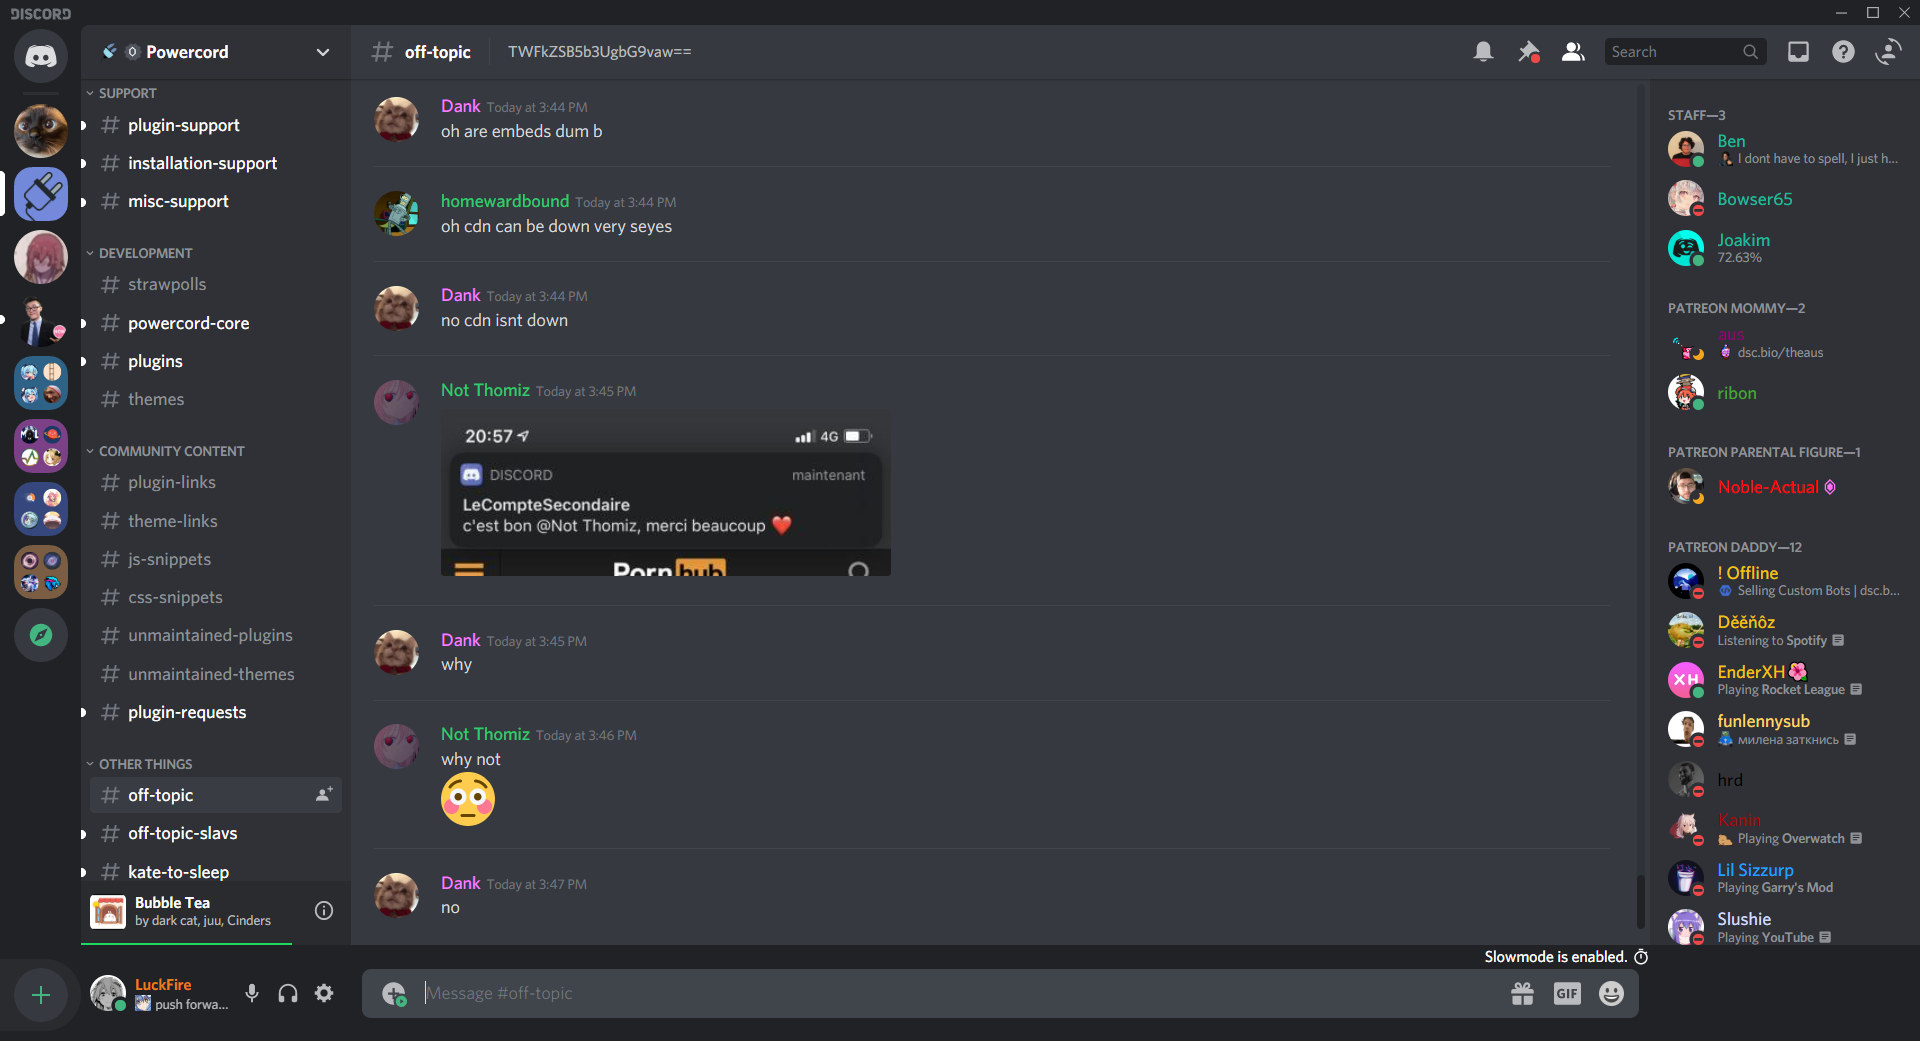 DISCORD
Powercord
SUPPORT
plugin-support
installation-support
misc-support
DEVELOPMENT
strawpolls
powercord-core
plugins
themes
COMMUNITY CONTENT
plugin-links
theme-links
js-snippets
css-snippets
unmaintained-plugins
unmaintained-themes
plugin-requests
OTHER THINGS
off-topic
off-topic-slavs
kate-to-sleep
Bubble Tea
by dark cat, juu, Cinders
LuckFire
push forwa...
off-topic
TWFkZSB5b3UgbG9vaw==
Search
Dank Today at 3:44 PM
oh are embeds dum b
homewardbound Today at 3:44 PM
oh cdn can be down very seyes
Dank Today at 3:44 PM
no cdn isnt down
Not Thomiz Today at 3:45 PM
20:57 4G
DISCORD maintenant
LeCompteSecondaire
c'est bon @Not Thomiz, merci beaucoup ❤️
Porn hub
Dank Today at 3:45 PM
why
Not Thomiz Today at 3:46 PM
why not
Dank Today at 3:47 PM
no
Slowmode is enabled.
Message #off-topic
GIF
STAFF—3
Ben
I dont have to spell, I just h...
Bowser65
Joakim
72.63%
PATREON MOMMY—2
aus
dsc.bio/theaus
ribon
PATREON PARENTAL FIGURE—1
Noble-Actual
PATREON DADDY—12
! Offline
Selling Custom Bots | dsc.b...
Děěňôz
Listening to Spotify
XH
EnderXH🌺
Playing Rocket League
funlennysub
милена заткнись
hrd
Kanin
Playing Overwatch
Lil Sizzurp
Playing Garry's Mod
Slushie
Playing YouTube